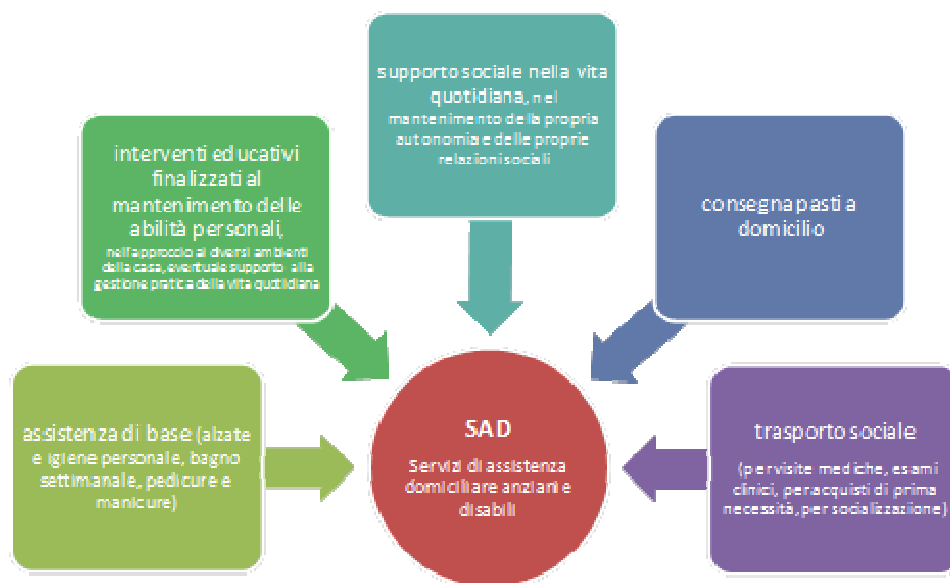 supporto sociale nella vita
quotidiana, nel
mantenimento della propria
autonomia e delle proprie
relazioni sociali
interventi educativi
finalizzati al
mantenimento delle
abilità personali,
nell'approccio ai diversi ambienti
della casa, eventuale supporto alla
gestione pratica della vita quotidiana
consegna pasti a
domicilio
assistenza di base (alzate
e igiene personale, bagno
settimanale, pedicure e
manicure)
SAD
Servizi di assistenza
domiciliare anziani e
disabili
trasporto sociale
(per visite mediche, esami
clinici, per acquisti di prima
necessità, per socializzazione)